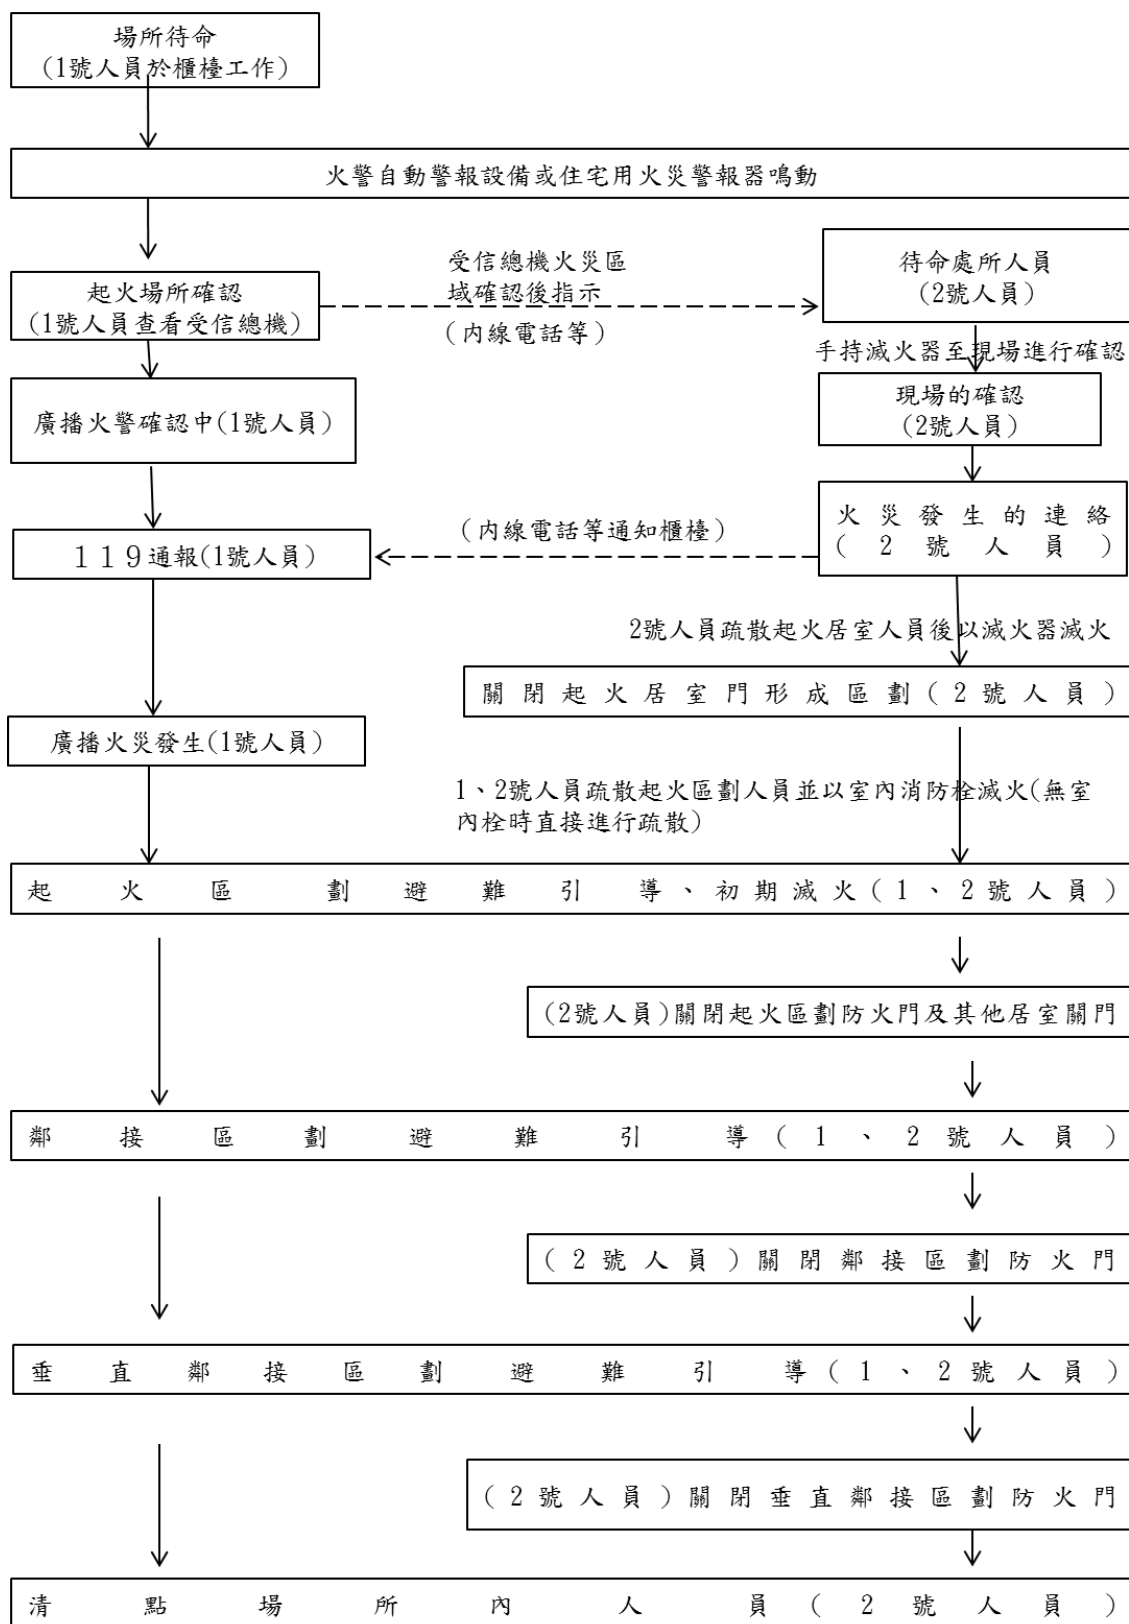 場所待命
(1號人員於櫃檯工作)
火警自動警報設備或住宅用火災警報器鳴動
起火場所確認
(1號人員查看受信總機)
受信總機火災區
域確認後指示
(內線電話等)
待命處所人員
(2號人員)
手持滅火器至現場進行確認
廣播火警確認中(1號人員)
現場的確認
(2號人員)
火災發生的連絡
(2號人員)
(內線電話等通知櫃檯)
１１９通報(1號人員)
2號人員疏散起火居室人員後以滅火器滅火
關閉起火居室門形成區劃(2號人員)
廣播火災發生(1號人員)
1、2號人員疏散起火區劃人員並以室內消防栓滅火(無室
內栓時直接進行疏散)
起火區劃避難引導、初期滅火(1、2號人員)
(2號人員)關閉起火區劃防火門及其他居室關門
鄰接區劃避難引導(1、2號人員)
(2號人員)關閉鄰接區劃防火門
垂直鄰接區劃避難引導(1、2號人員)
(2號人員)關閉垂直鄰接區劃防火門
清點場所內人員(2號人員)